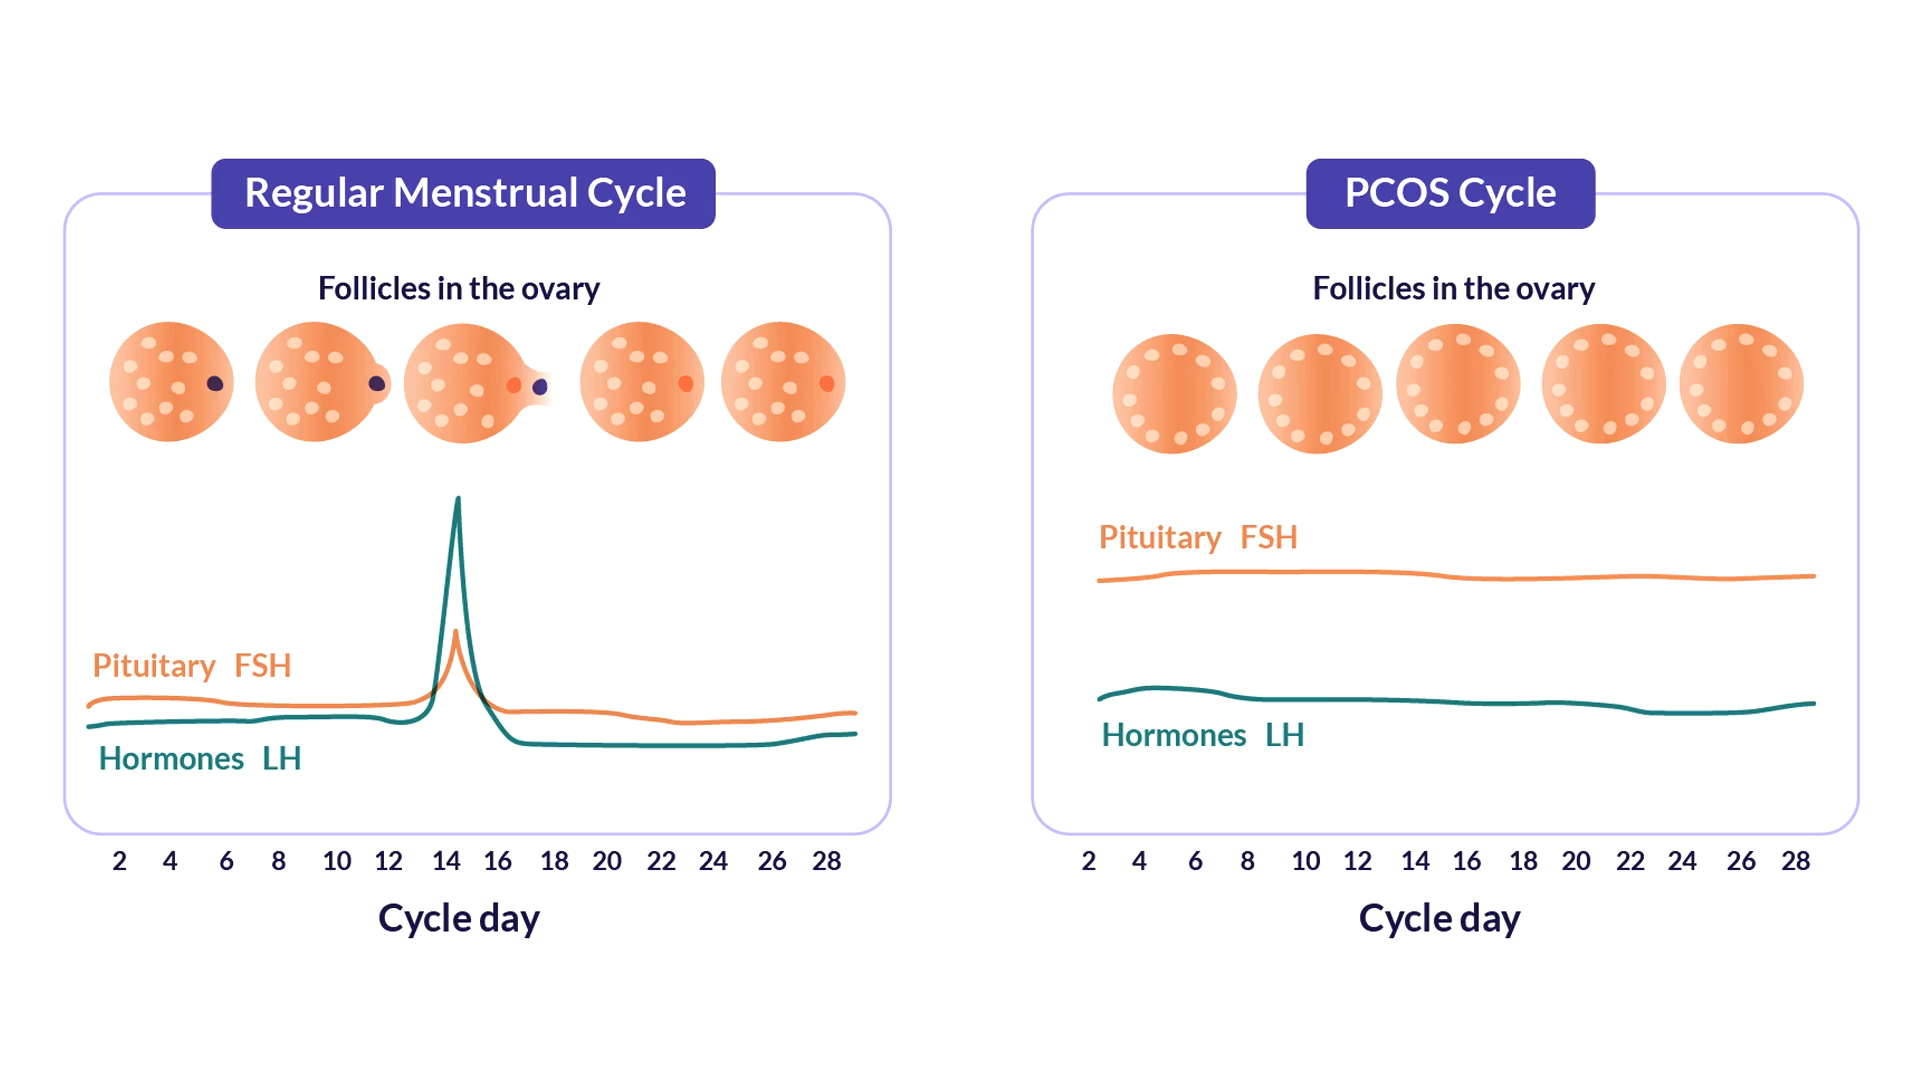 Regular Menstrual Cycle
Follicles in the ovary
Pituitary FSH
Hormones LH
2 4 6 8 10 12 14 16 18 20 22 24 26 28
Cycle day
PCOS Cycle
Follicles in the ovary
Pituitary FSH
Hormones LH
2 4 6 8 10 12 14 16 18 20 22 24 26 28
Cycle day